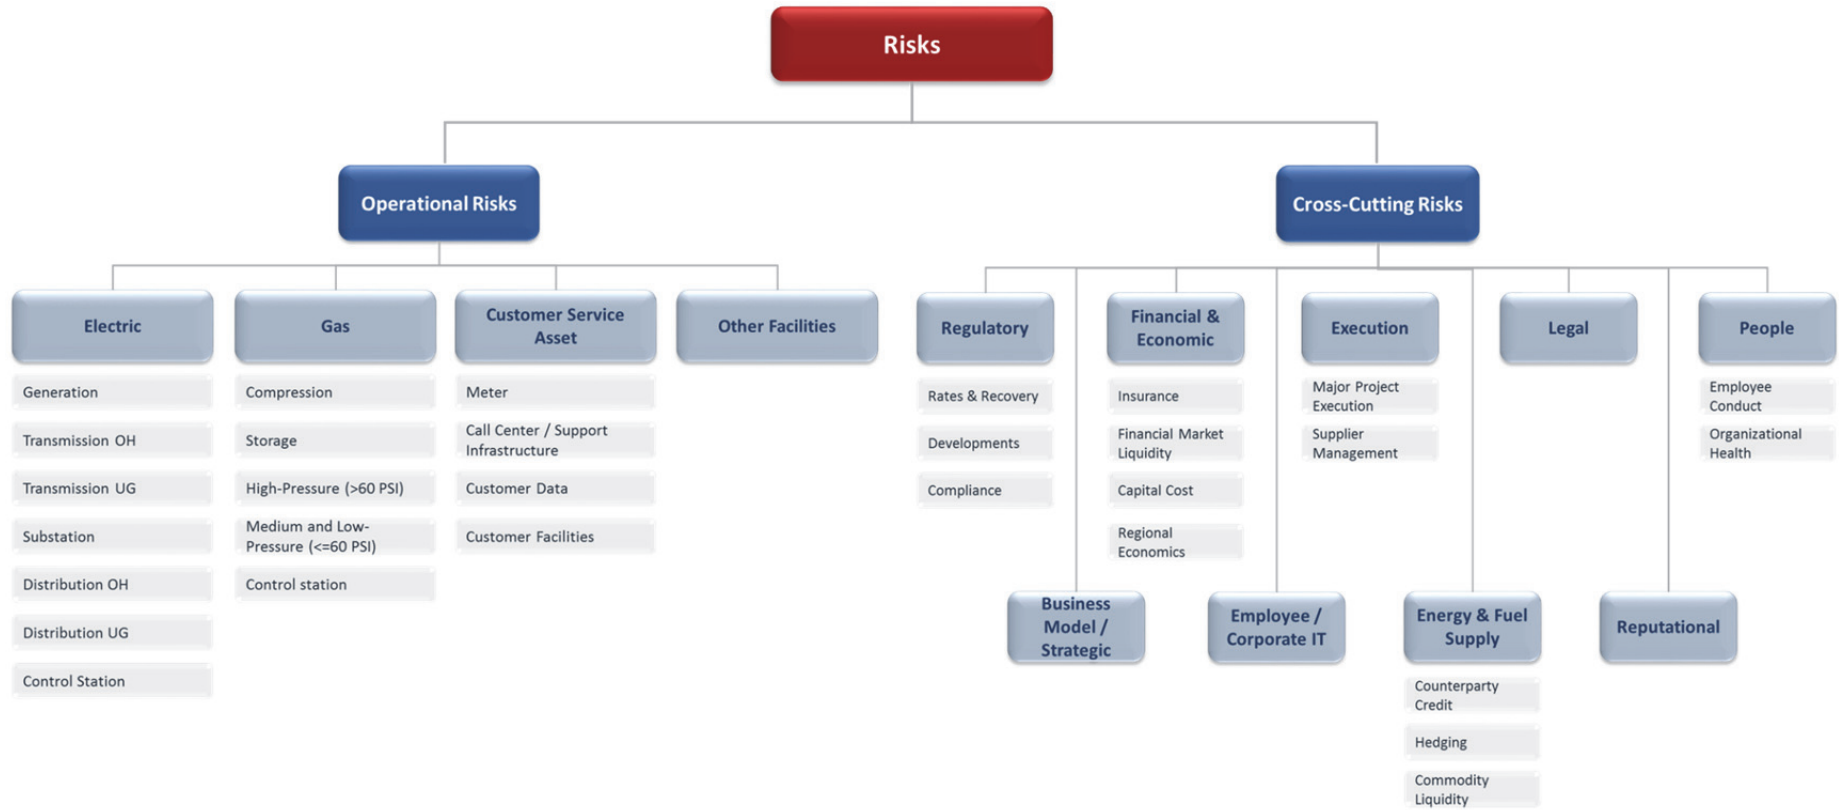 Risks
Operational Risks
Cross-Cutting Risks
Electric
Generation
Transmission OH
Transmission UG
Substation
Distribution OH
Distribution UG
Control Station
Gas
Compression
Storage
High-Pressure (>60 PSI)
Medium and Low-
Pressure (<=60 PSI)
Control station
Customer Service
Asset
Meter
Call Center / Support
Infrastructure
Customer Data
Customer Facilities
Other Facilities
Regulatory
Rates & Recovery
Developments
Compliance
Financial &
Economic
Insurance
Financial Market
Liquidity
Capital Cost
Regional
Economics
Execution
Major Project
Execution
Supplier
Management
Legal
People
Employee
Conduct
Organizational
Health
Business
Model /
Strategic
Employee /
Corporate IT
Energy & Fuel
Supply
Counterparty
Credit
Hedging
Commodity
Liquidity
Reputational